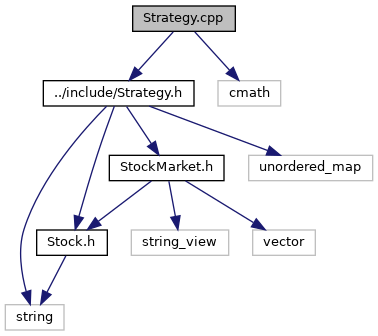 Strategy.cpp
../include/Strategy.h
cmath
StockMarket.h
unordered_map
Stock.h
string_view
vector
string